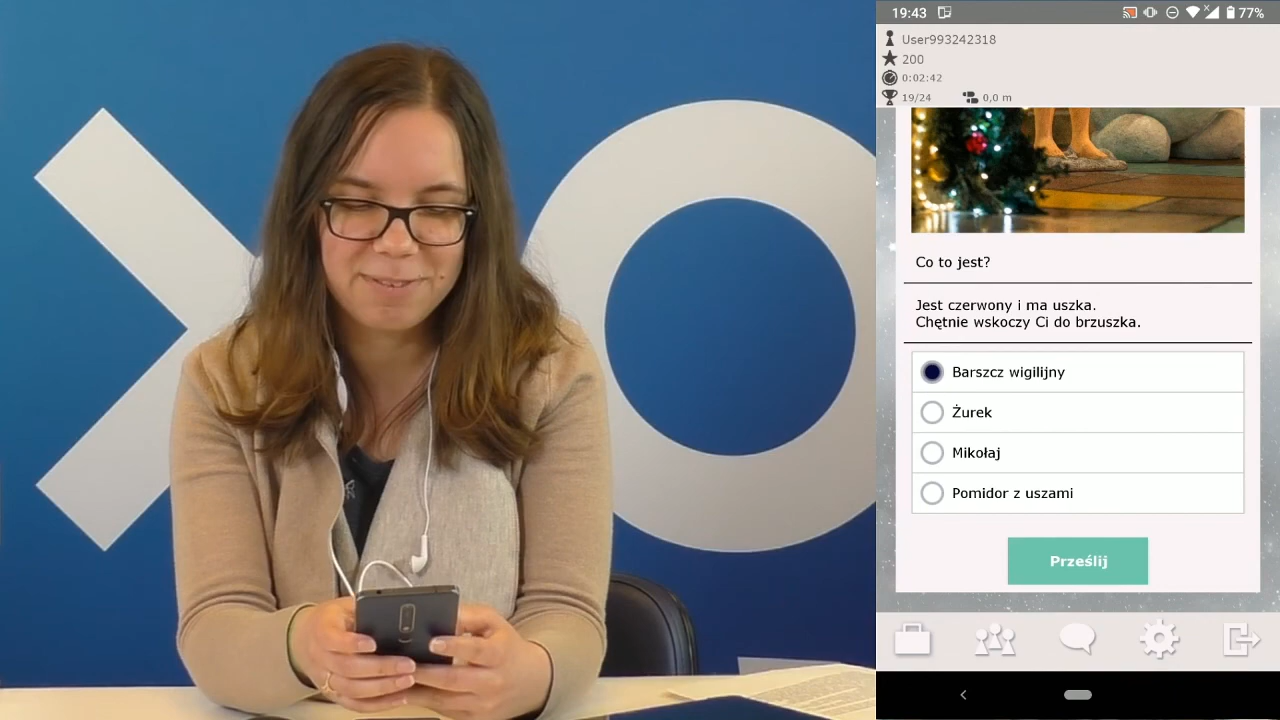 19:43
77%
User993242318
200
0:02:42
19/24
0,0 m
Co to jest?
Jest czerwony i ma uszka.
Chętnie wskoczy Ci do brzuszka.
Barszcz wigilijny
Żurek
Mikołaj
Pomidor z uszami
Prześlij